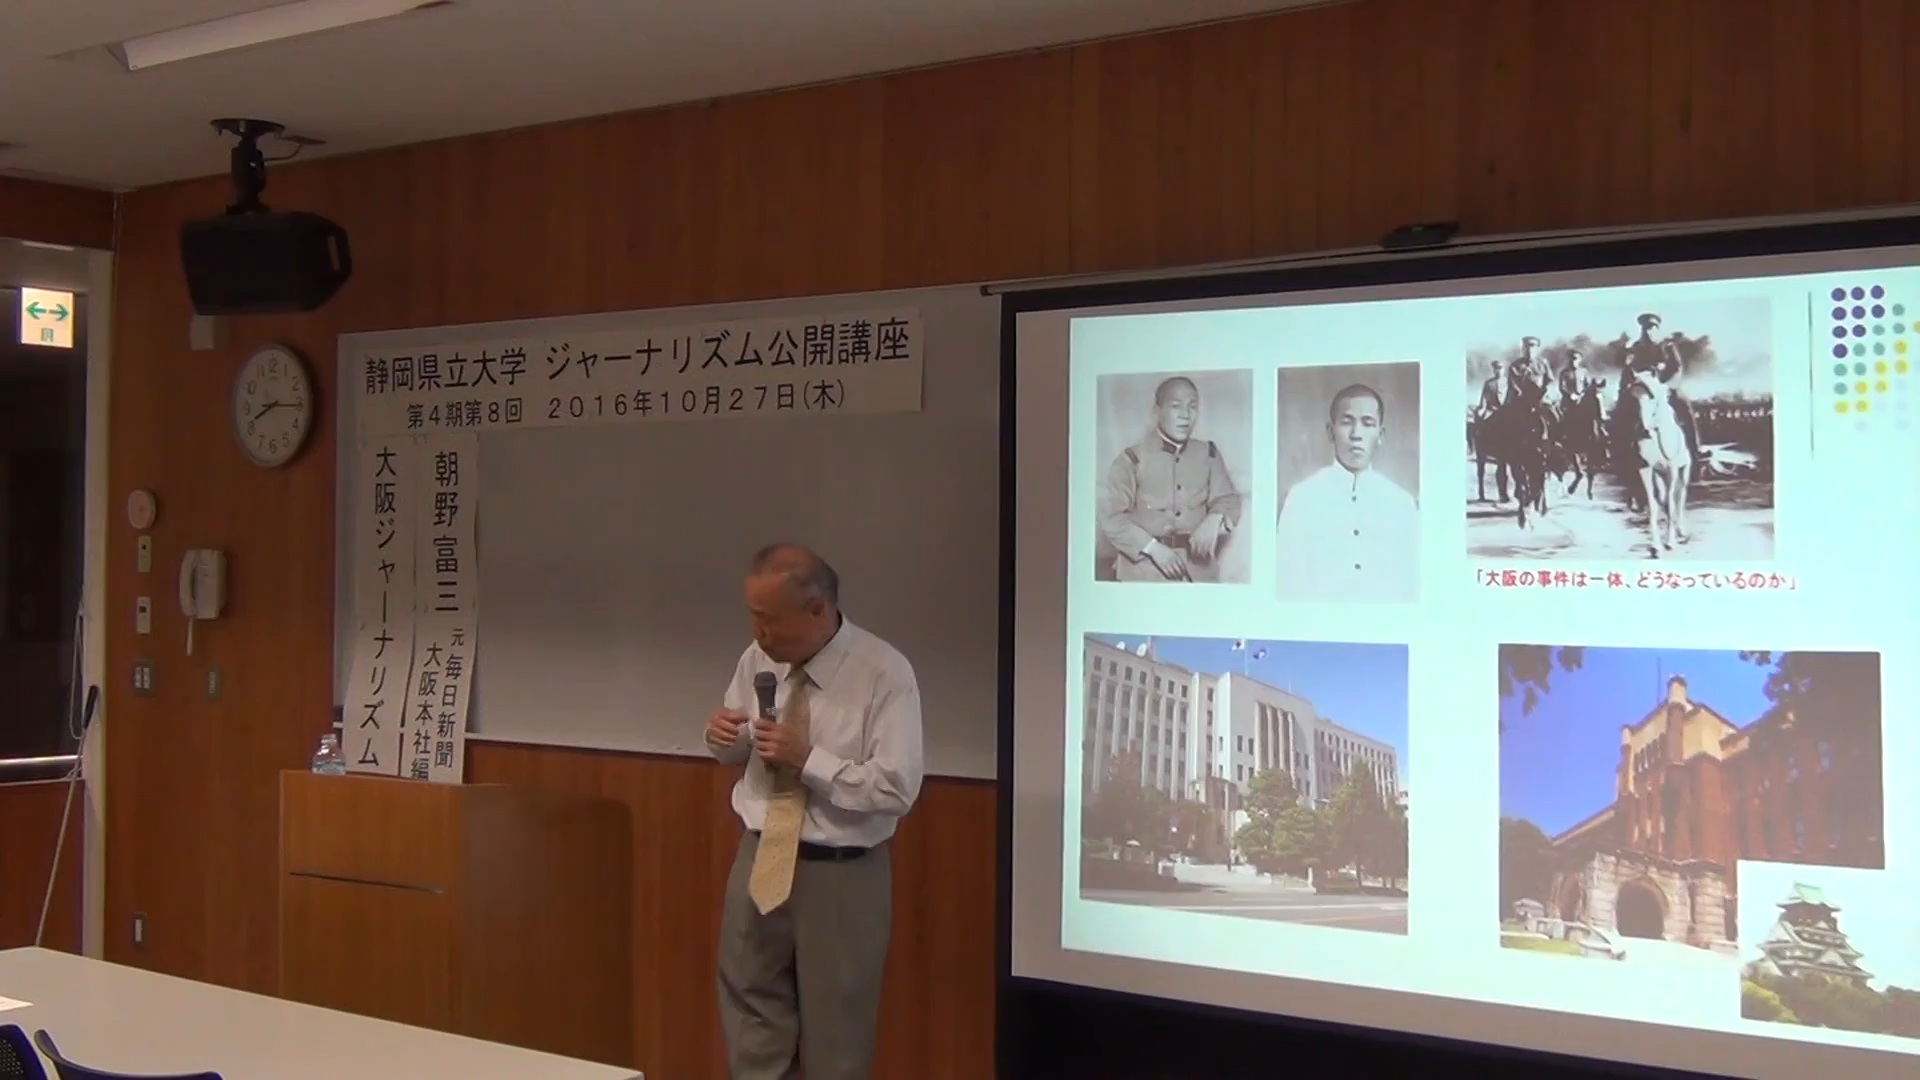 静岡県立大学 ジャーナリズム公開講座
第4期第8回 2016年10月27日(木)
朝野富三
元毎日新聞
大阪本社編
大阪ジャーナリズム
「大阪の事件は一体、どうなっているのか」